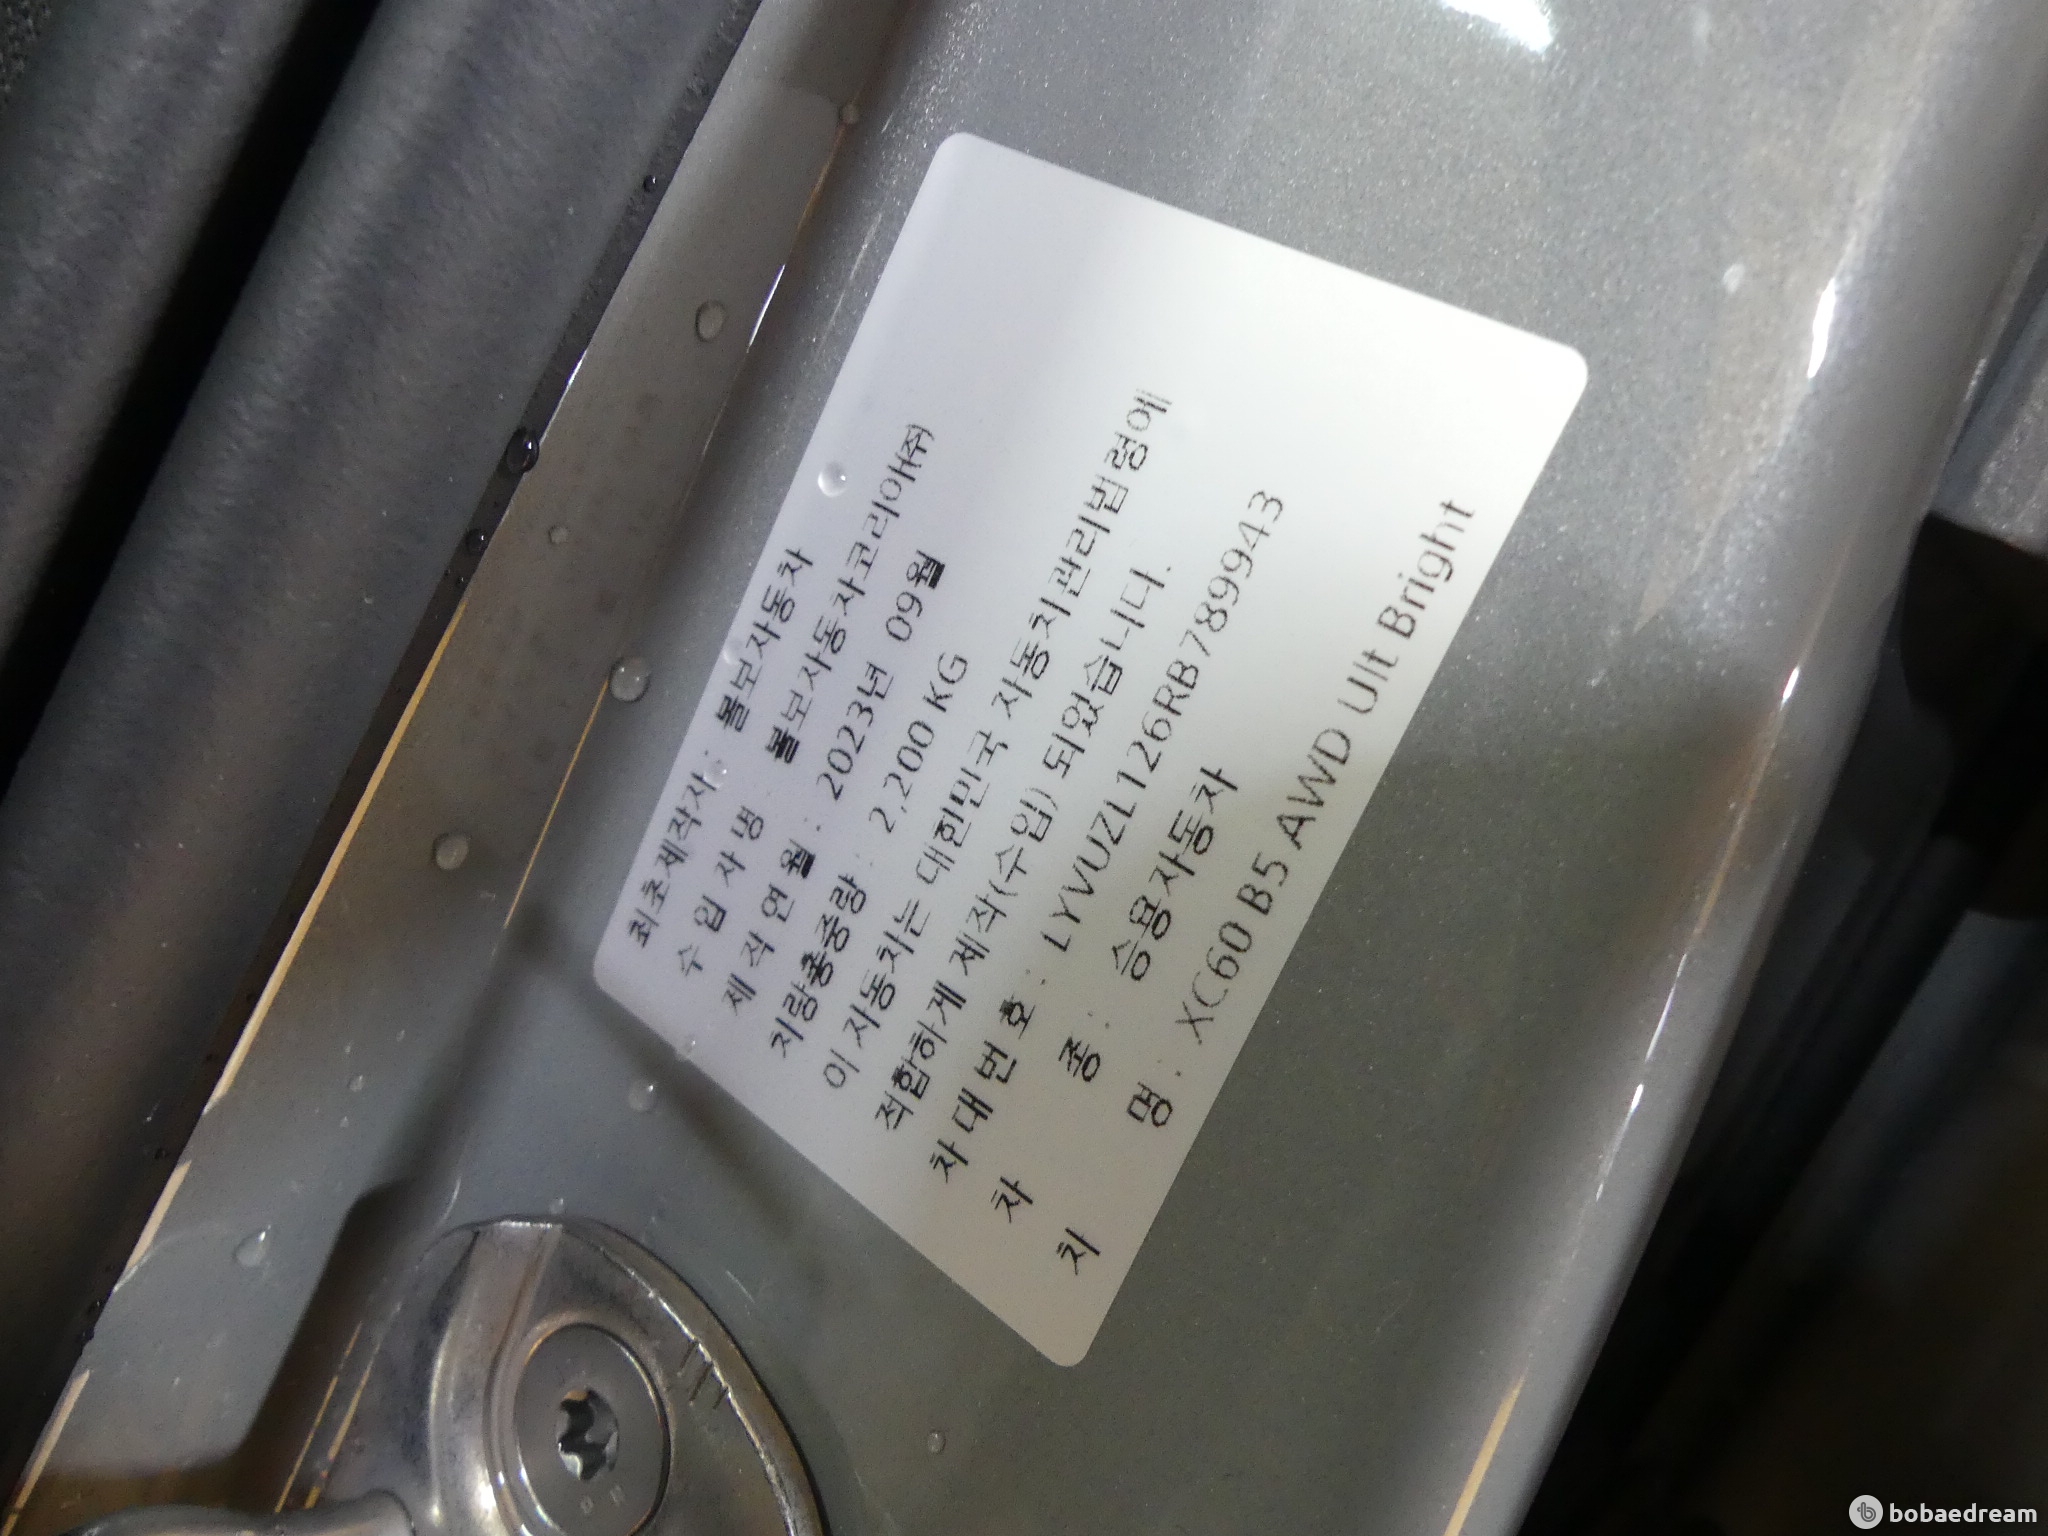 최초제작자 : 볼보자동차
수 입 자 명 볼보자동차코리아(주)
제 작 연 월 : 2023년 09월
차량총중량 : 2,200 KG
이 자동차는 대한민국 자동차관리법령에
적합하게 제작(수입) 되었습니다.
차 대 번 호 : LYVUZL126RB789943
차 종 : 승용자동차
차 명 : XC60 B5 AWD Ult Bright
bobaedream